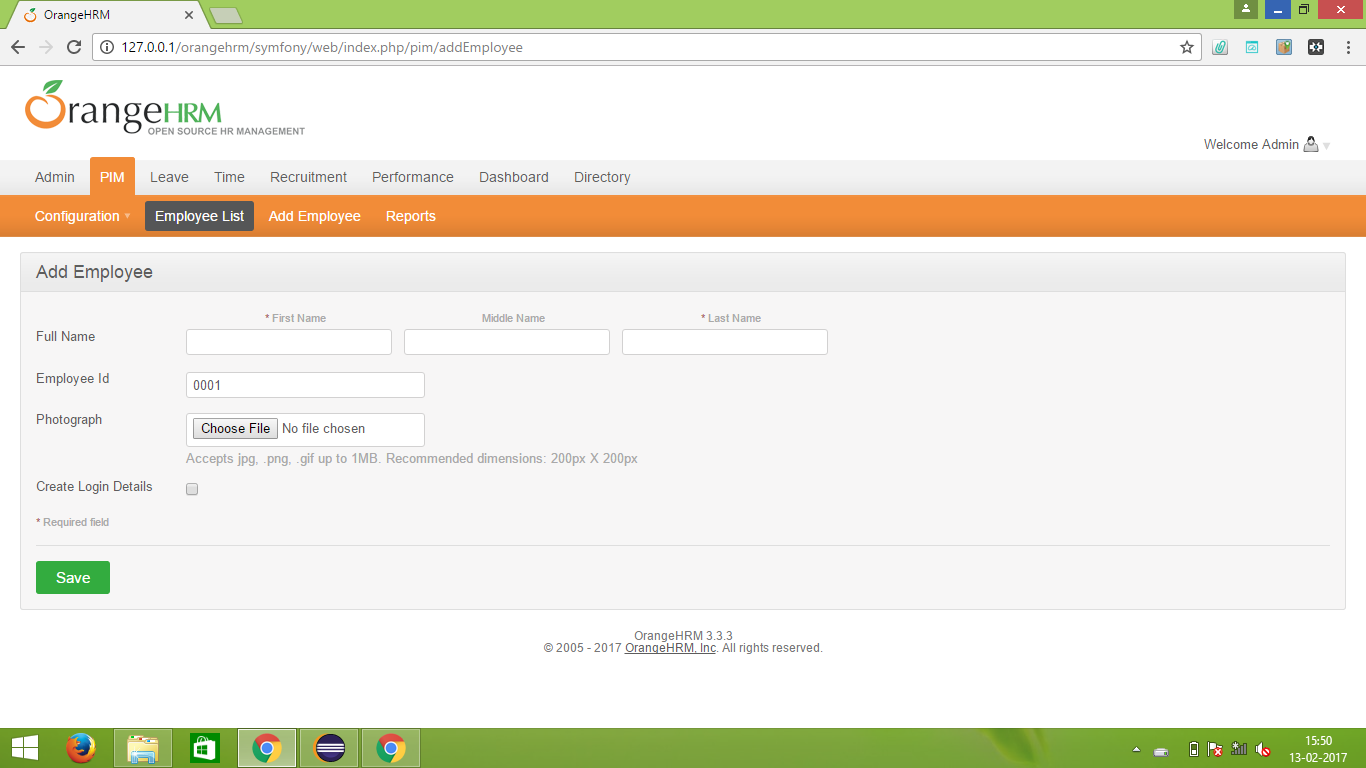 OrangeHRM
127.0.0.1/orangehrm/symfony/web/index.php/pim/addEmployee
OrangeHRM
OPEN SOURCE HR MANAGEMENT
Welcome Admin
Admin PIM Leave Time Recruitment Performance Dashboard Directory
Configuration Employee List Add Employee Reports
Add Employee
* First Name Middle Name * Last Name
Full Name
Employee Id 0001
Photograph Choose File No file chosen
Accepts jpg, .png, .gif up to 1MB. Recommended dimensions: 200px X 200px
Create Login Details
* Required field
Save
OrangeHRM 3.3.3
© 2005 - 2017 OrangeHRM, Inc. All rights reserved.
15:50
13-02-2017